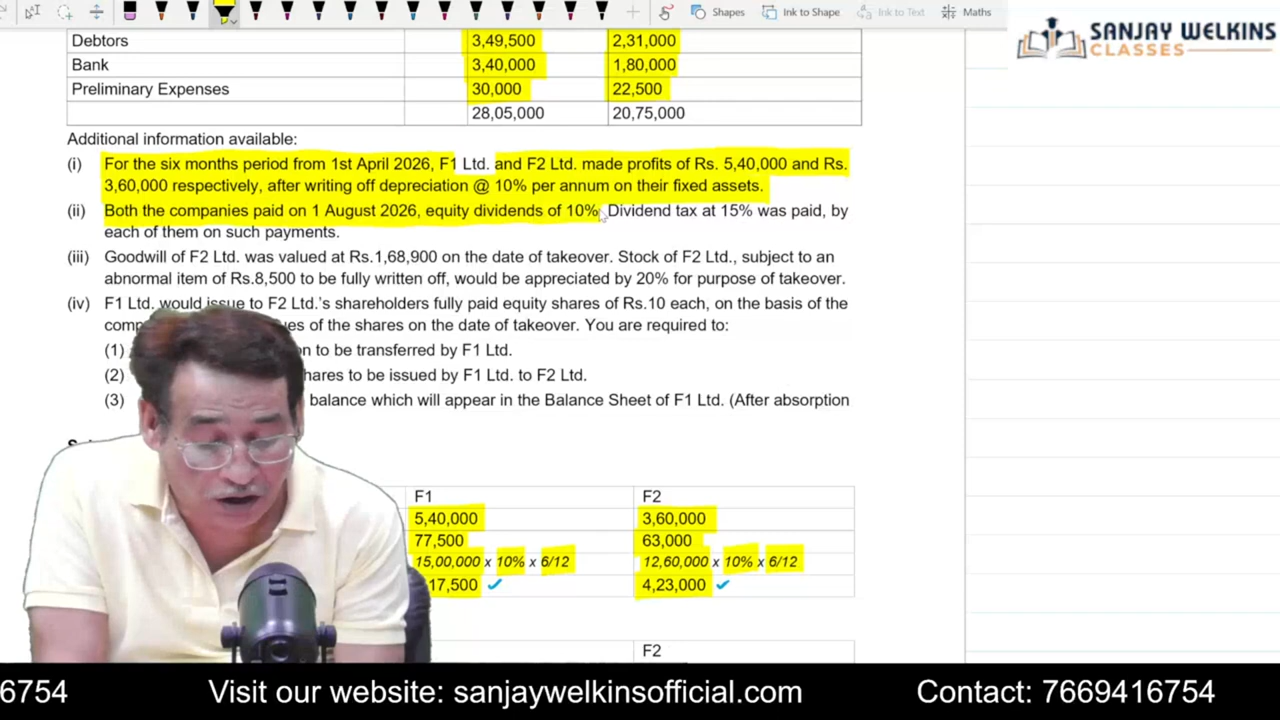 Shapes
Ink to Shape
Ink to Text
Maths
SANJAY WELKINS
CLASSES
Debtors 3,49,500 2,31,000
Bank 3,40,000 1,80,000
Preliminary Expenses 30,000 22,500
28,05,000 20,75,000
Additional information available:
(i) For the six months period from 1st April 2026, F1 Ltd. and F2 Ltd. made profits of Rs. 5,40,000 and Rs.
3,60,000 respectively, after writing off depreciation @ 10% per annum on their fixed assets.
(ii) Both the companies paid on 1 August 2026, equity dividends of 10%. Dividend tax at 15% was paid, by
each of them on such payments.
(iii) Goodwill of F2 Ltd. was valued at Rs.1,68,900 on the date of takeover. Stock of F2 Ltd., subject to an
abnormal item of Rs.8,500 to be fully written off, would be appreciated by 20% for purpose of takeover.
(iv) F1 Ltd. would issue to F2 Ltd.'s shareholders fully paid equity shares of Rs.10 each, on the basis of the
of the shares on the date of takeover. You are required to:
(1) to be transferred by F1 Ltd.
(2) to be issued by F1 Ltd. to F2 Ltd.
(3) balance which will appear in the Balance Sheet of F1 Ltd. (After absorption
F1 F2
5,40,000 3,60,000
77,500 63,000
15,00,000 x 10% x 6/12 12,60,000 x 10% x 6/12
17,500 4,23,000
F2
6754 Visit our website: sanjaywelkinsofficial.com Contact: 7669416754